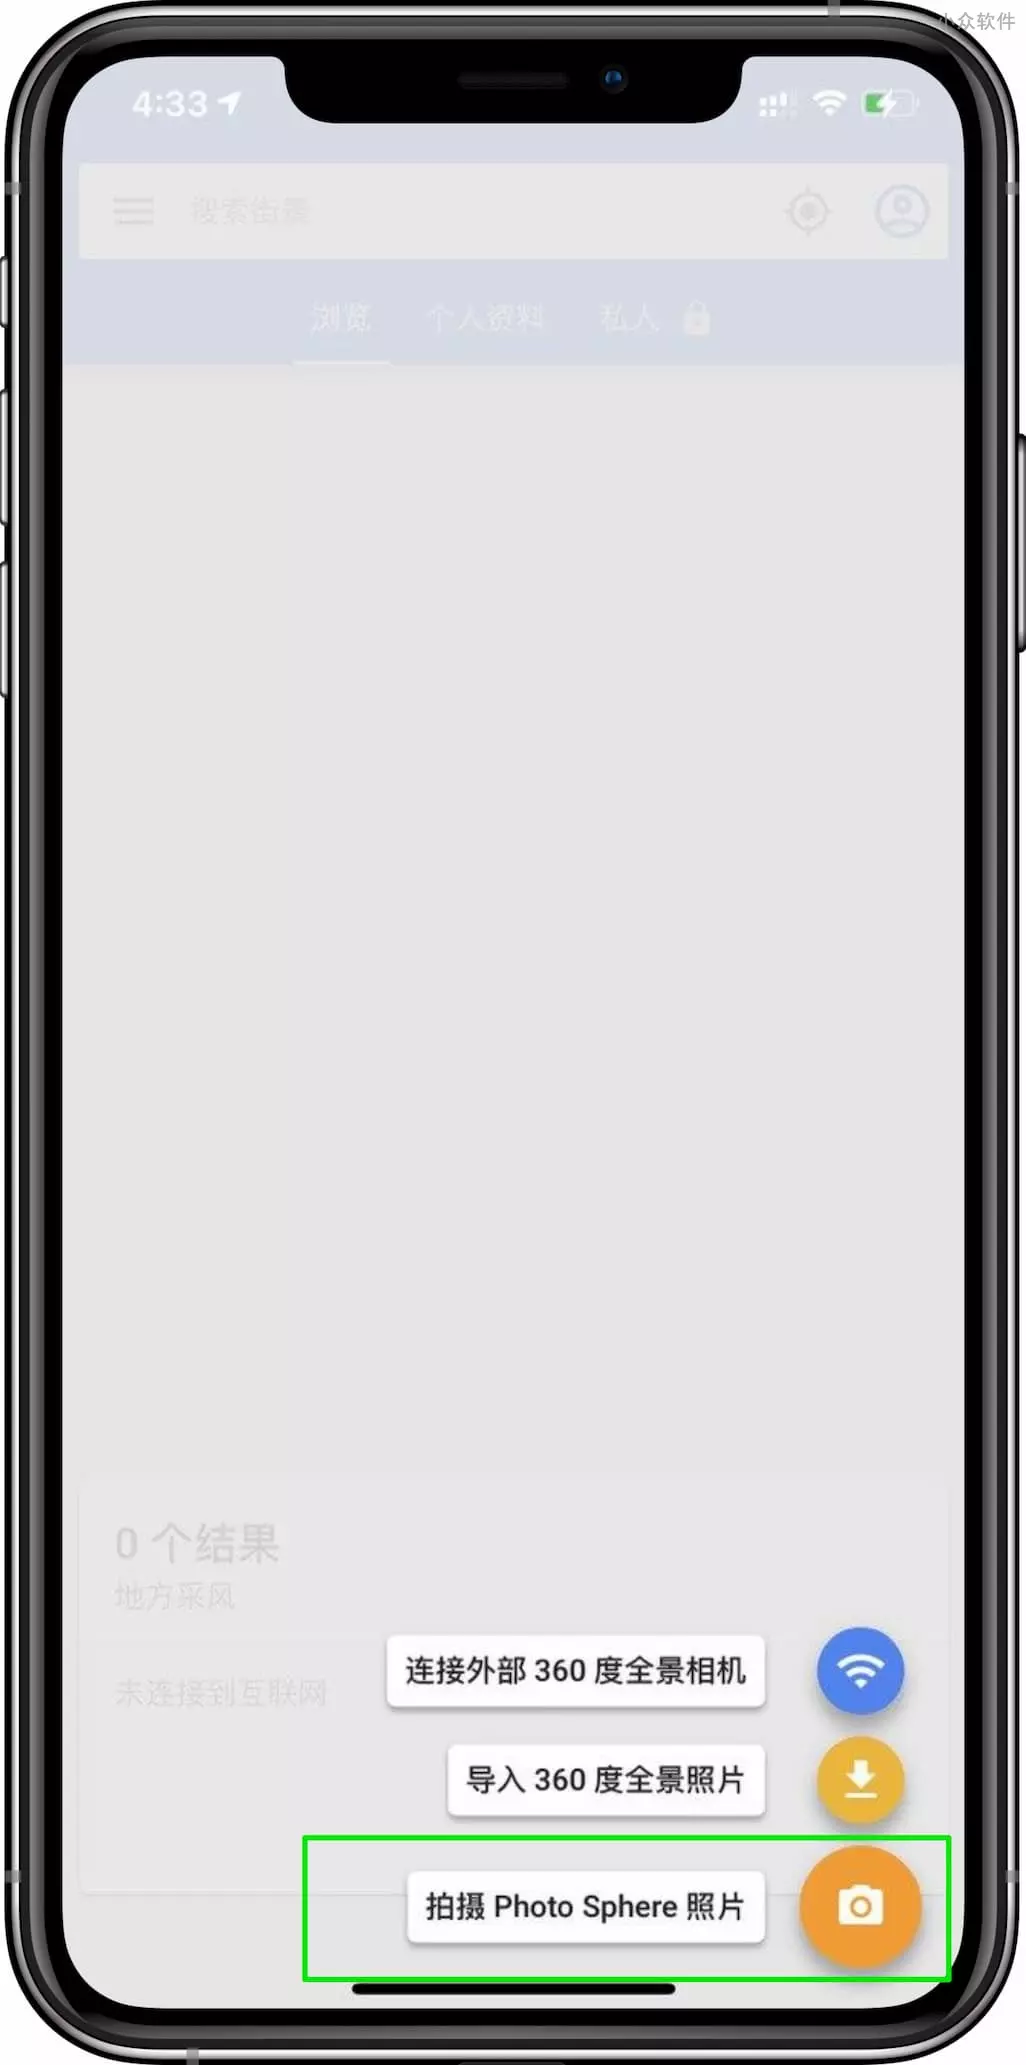 小众软件
4:33
搜索街景
浏览 个人资料 私人
0 个结果
地方采风
未连接到互联网
连接外部 360 度全景相机
导入 360 度全景照片
拍摄 Photo Sphere 照片